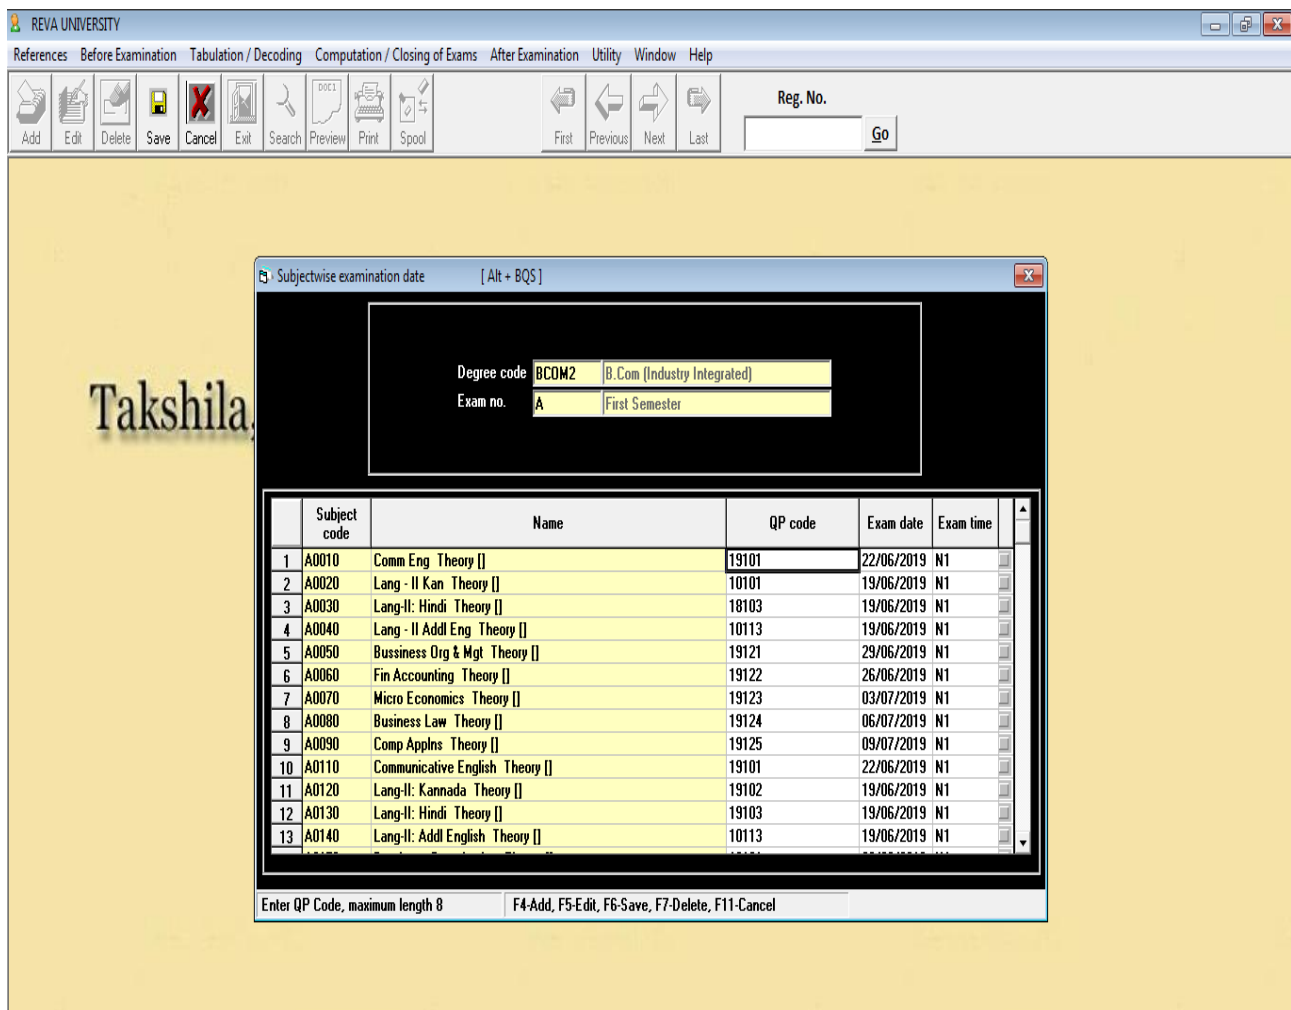 REVA UNIVERSITY
References Before Examination Tabulation / Decoding Computation / Closing of Exams After Examination Utility Window Help
Add Edit Delete Save Cancel Exit Search Preview Print Spool First Previous Next Last
DOC1
Reg. No.
Go
Takshila,
Subjectwise examination date [ Alt + BQS ]
Degree code BCOM2 B.Com (Industry Integrated)
Exam no. A First Semester
Subject code Name QP code Exam date Exam time
1 A0010 Comm Eng Theory [] 19101 22/06/2019 N1
2 A0020 Lang - II Kan Theory [] 10101 19/06/2019 N1
3 A0030 Lang-II: Hindi Theory [] 18103 19/06/2019 N1
4 A0040 Lang - II Addl Eng Theory [] 10113 19/06/2019 N1
5 A0050 Bussiness Org & Mgt Theory [] 19121 29/06/2019 N1
6 A0060 Fin Accounting Theory [] 19122 26/06/2019 N1
7 A0070 Micro Economics Theory [] 19123 03/07/2019 N1
8 A0080 Business Law Theory [] 19124 06/07/2019 N1
9 A0090 Comp Applns Theory [] 19125 09/07/2019 N1
10 A0110 Communicative English Theory [] 19101 22/06/2019 N1
11 A0120 Lang-II: Kannada Theory [] 19102 19/06/2019 N1
12 A0130 Lang-II: Hindi Theory [] 19103 19/06/2019 N1
13 A0140 Lang-II: Addl English Theory [] 10113 19/06/2019 N1
Enter QP Code, maximum length 8 F4-Add, F5-Edit, F6-Save, F7-Delete, F11-Cancel